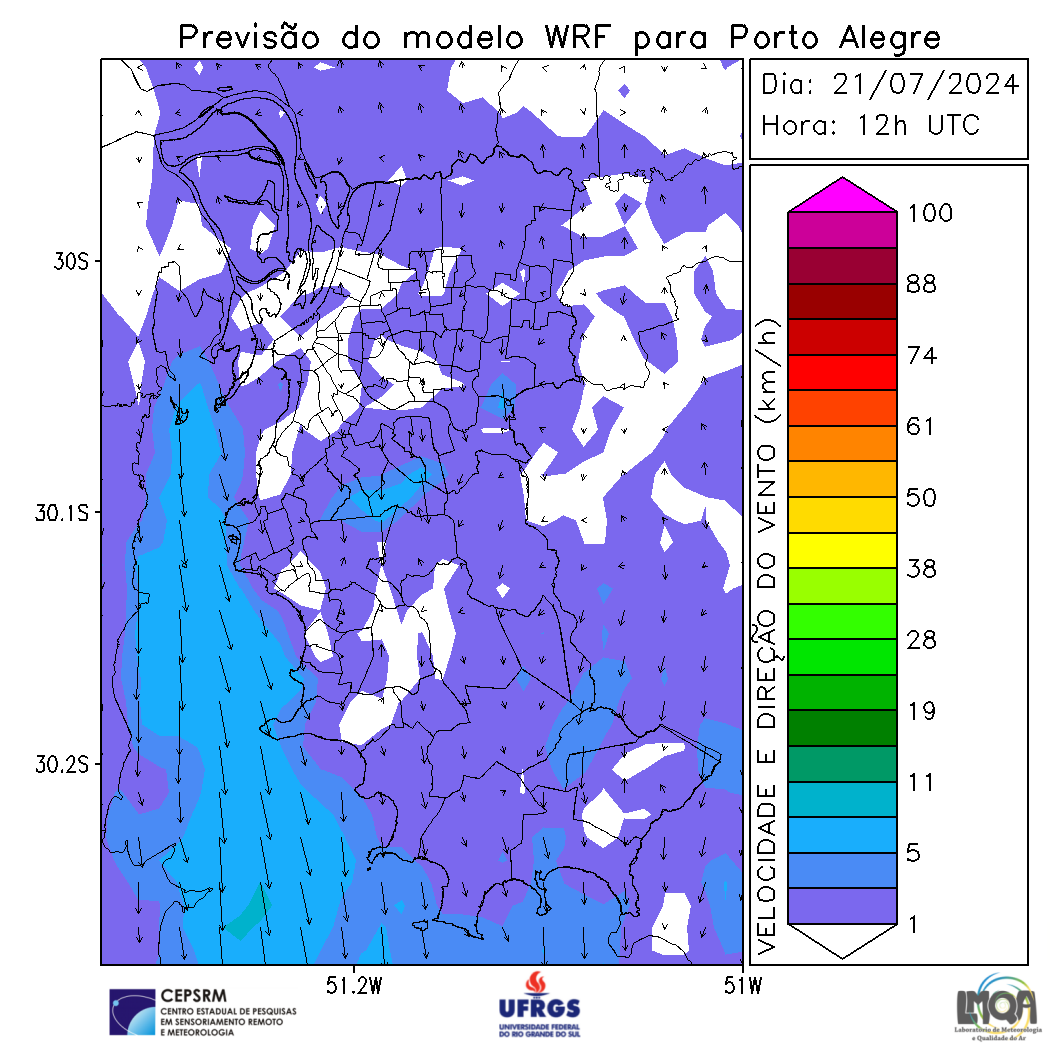 Previsão do modelo WRF para Porto Alegre
Dia: 21/07/2024
Hora: 12h UTC
30S
30.1S
30.2S
51.2W
51W
VELOCIDADE E DIREÇÃO DO VENTO (km/h)
100
88
74
61
50
38
28
19
11
5
1
CEPSRM
CENTRO ESTADUAL DE PESQUISAS
EM SENSORIAMENTO REMOTO
E METEOROLOGIA
UFRGS
UNIVERSIDADE FEDERAL
DO RIO GRANDE DO SUL
LMQA
Laboratório de Meteorologia
e Qualidade do Ar